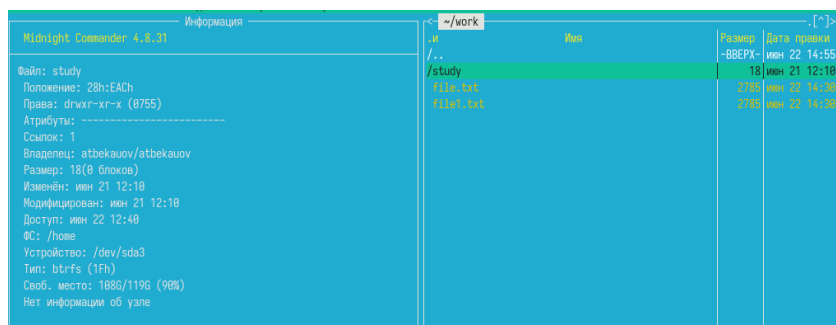 Информация
Midnight Commander 4.8.31
Файл: study
Положение: 28h:EACh
Права: drwxr-xr-x (0755)
Атрибуты: ------------------------
Ссылок: 1
Владелец: atbekauov/atbekauov
Размер: 18(0 блоков)
Изменён: июн 21 12:10
Модифицирован: июн 21 12:10
Доступ: июн 22 12:40
ФС: /home
Устройство: /dev/sda3
Тип: btrfs (1Fh)
Своб. место: 108G/119G (90%)
Нет информации об узле
<- ~/work .[^]>
.и Имя Размер Дата правки
/.. -ВВЕРХ- июн 22 14:55
/study 18 июн 21 12:10
file.txt 2785 июн 22 14:30
file1.txt 2785 июн 22 14:30